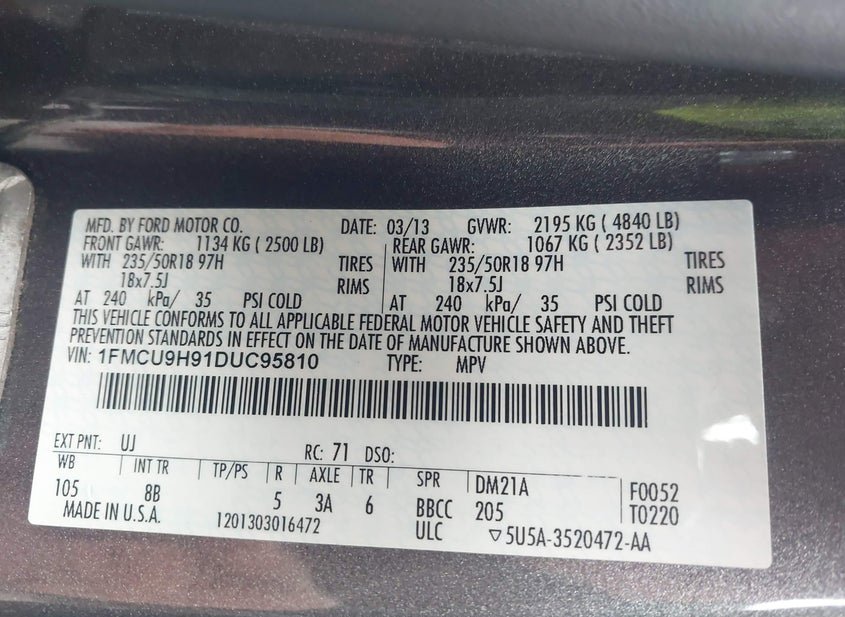 MFD. BY FORD MOTOR CO. DATE: 03/13 GVWR: 2195 KG ( 4840 LB)
FRONT GAWR: 1134 KG ( 2500 LB) REAR GAWR: 1067 KG ( 2352 LB)
WITH 235/50R18 97H TIRES WITH 235/50R18 97H TIRES
18x7.5J RIMS 18x7.5J RIMS
AT 240 kPa/ 35 PSI COLD AT 240 kPa/ 35 PSI COLD
THIS VEHICLE CONFORMS TO ALL APPLICABLE FEDERAL MOTOR VEHICLE SAFETY AND THEFT
PREVENTION STANDARDS IN EFFECT ON THE DATE OF MANUFACTURE SHOWN ABOVE.
VIN: 1FMCU9H91DUC95810 TYPE: MPV
EXT PNT: UJ RC: 71 DSO:
WB INT TR TP/PS R AXLE TR SPR DM21A F0052
105 8B 5 3A 6 BBCC 205 T0220
MADE IN U.S.A. 1201303016472 ULC ▽5U5A-3520472-AA